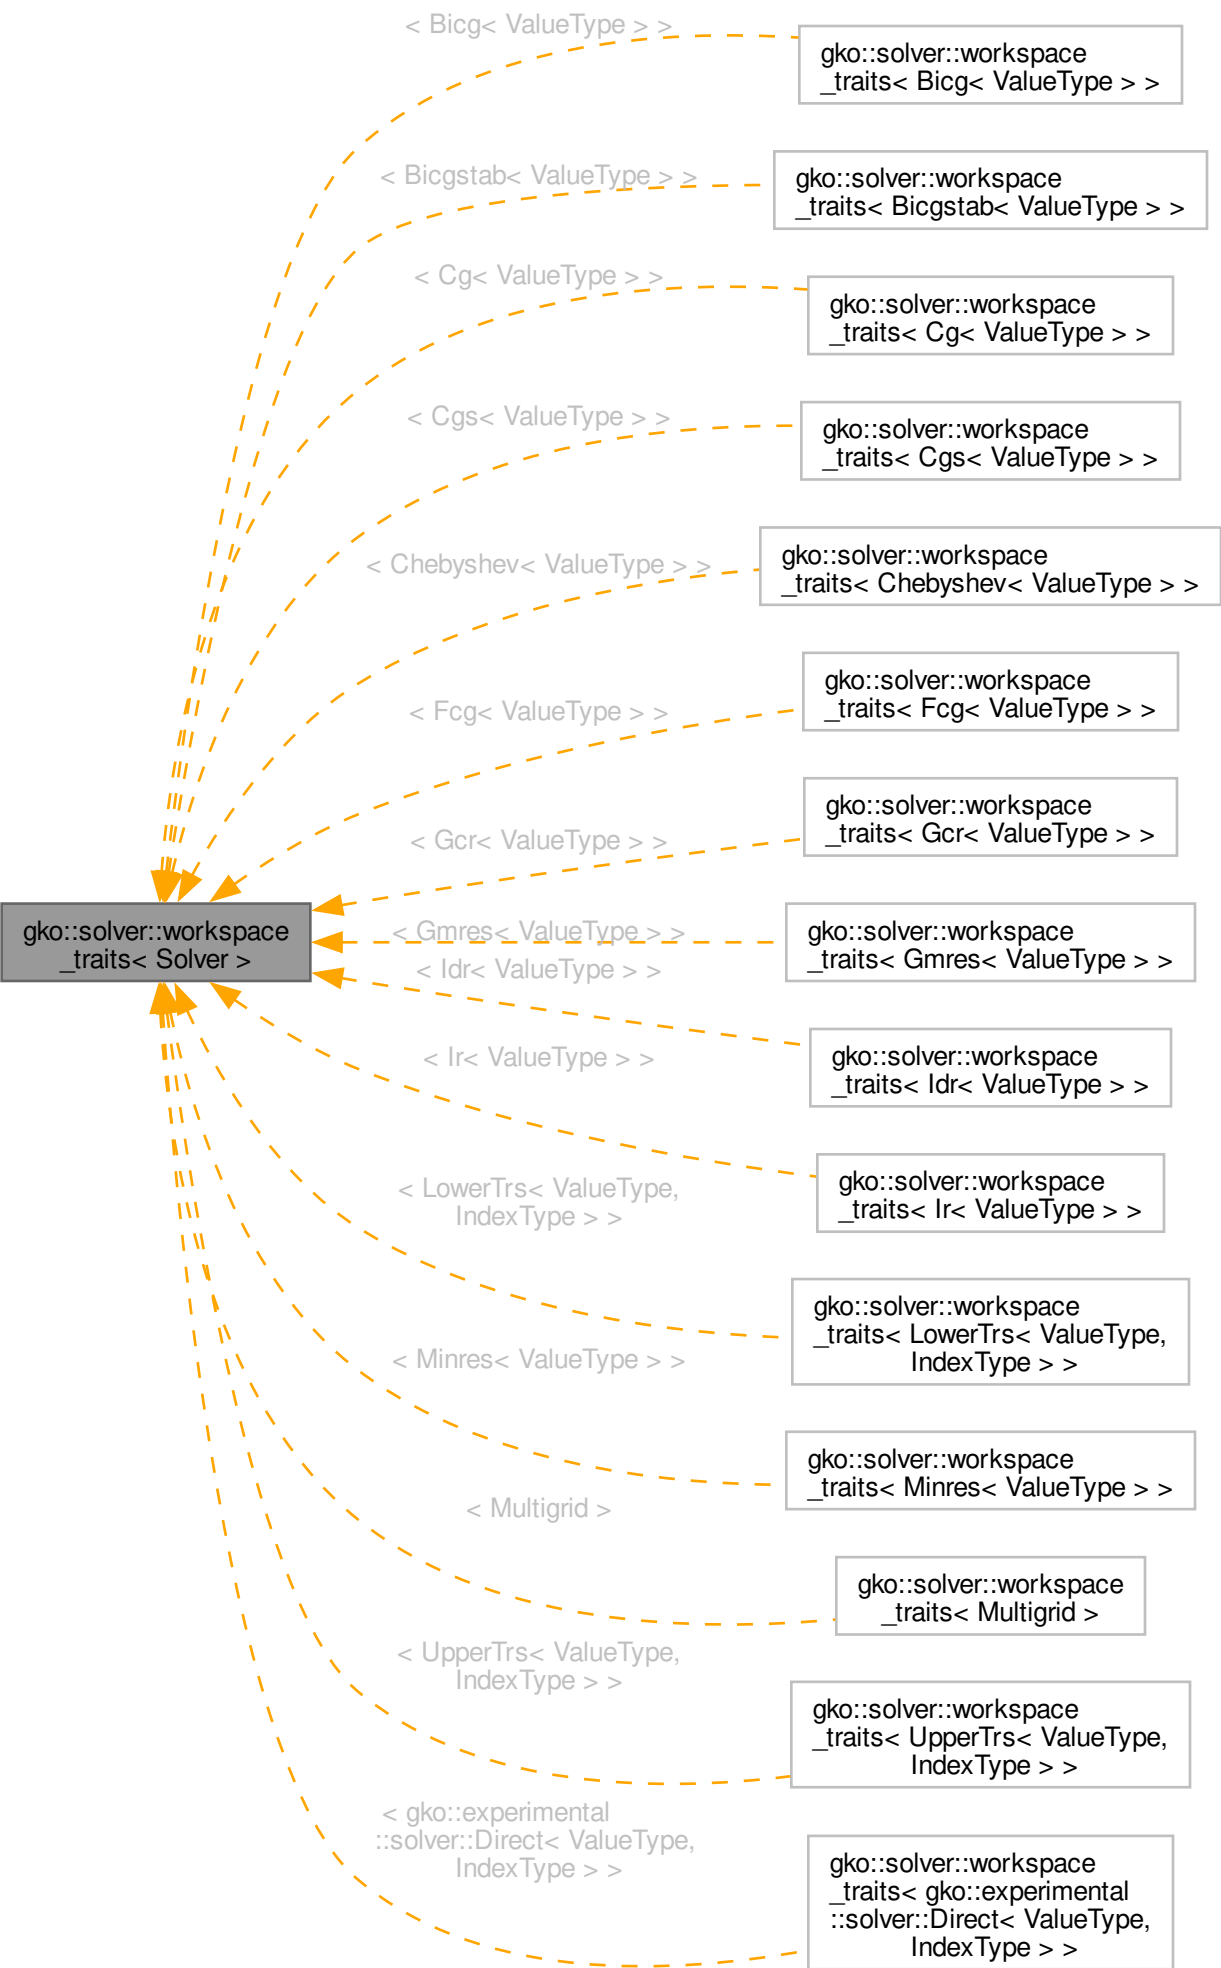 < Bicg< ValueType > >
gko::solver::workspace
_traits< Bicg< ValueType > >
< Bicgstab< ValueType > >
gko::solver::workspace
_traits< Bicgstab< ValueType > >
< Cg< ValueType > >
gko::solver::workspace
_traits< Cg< ValueType > >
< Cgs< ValueType > >
gko::solver::workspace
_traits< Cgs< ValueType > >
< Chebyshev< ValueType > >
gko::solver::workspace
_traits< Chebyshev< ValueType > >
< Fcg< ValueType > >
gko::solver::workspace
_traits< Fcg< ValueType > >
< Gcr< ValueType > >
gko::solver::workspace
_traits< Gcr< ValueType > >
gko::solver::workspace
_traits< Solver >
< Gmres< ValueType > >
gko::solver::workspace
_traits< Gmres< ValueType > >
< Idr< ValueType > >
gko::solver::workspace
_traits< Idr< ValueType > >
< Ir< ValueType > >
gko::solver::workspace
_traits< Ir< ValueType > >
< LowerTrs< ValueType,
IndexType > >
gko::solver::workspace
_traits< LowerTrs< ValueType,
IndexType > >
< Minres< ValueType > >
gko::solver::workspace
_traits< Minres< ValueType > >
< Multigrid >
gko::solver::workspace
_traits< Multigrid >
< UpperTrs< ValueType,
IndexType > >
gko::solver::workspace
_traits< UpperTrs< ValueType,
IndexType > >
< gko::experimental
::solver::Direct< ValueType,
IndexType > >
gko::solver::workspace
_traits< gko::experimental
::solver::Direct< ValueType,
IndexType > >